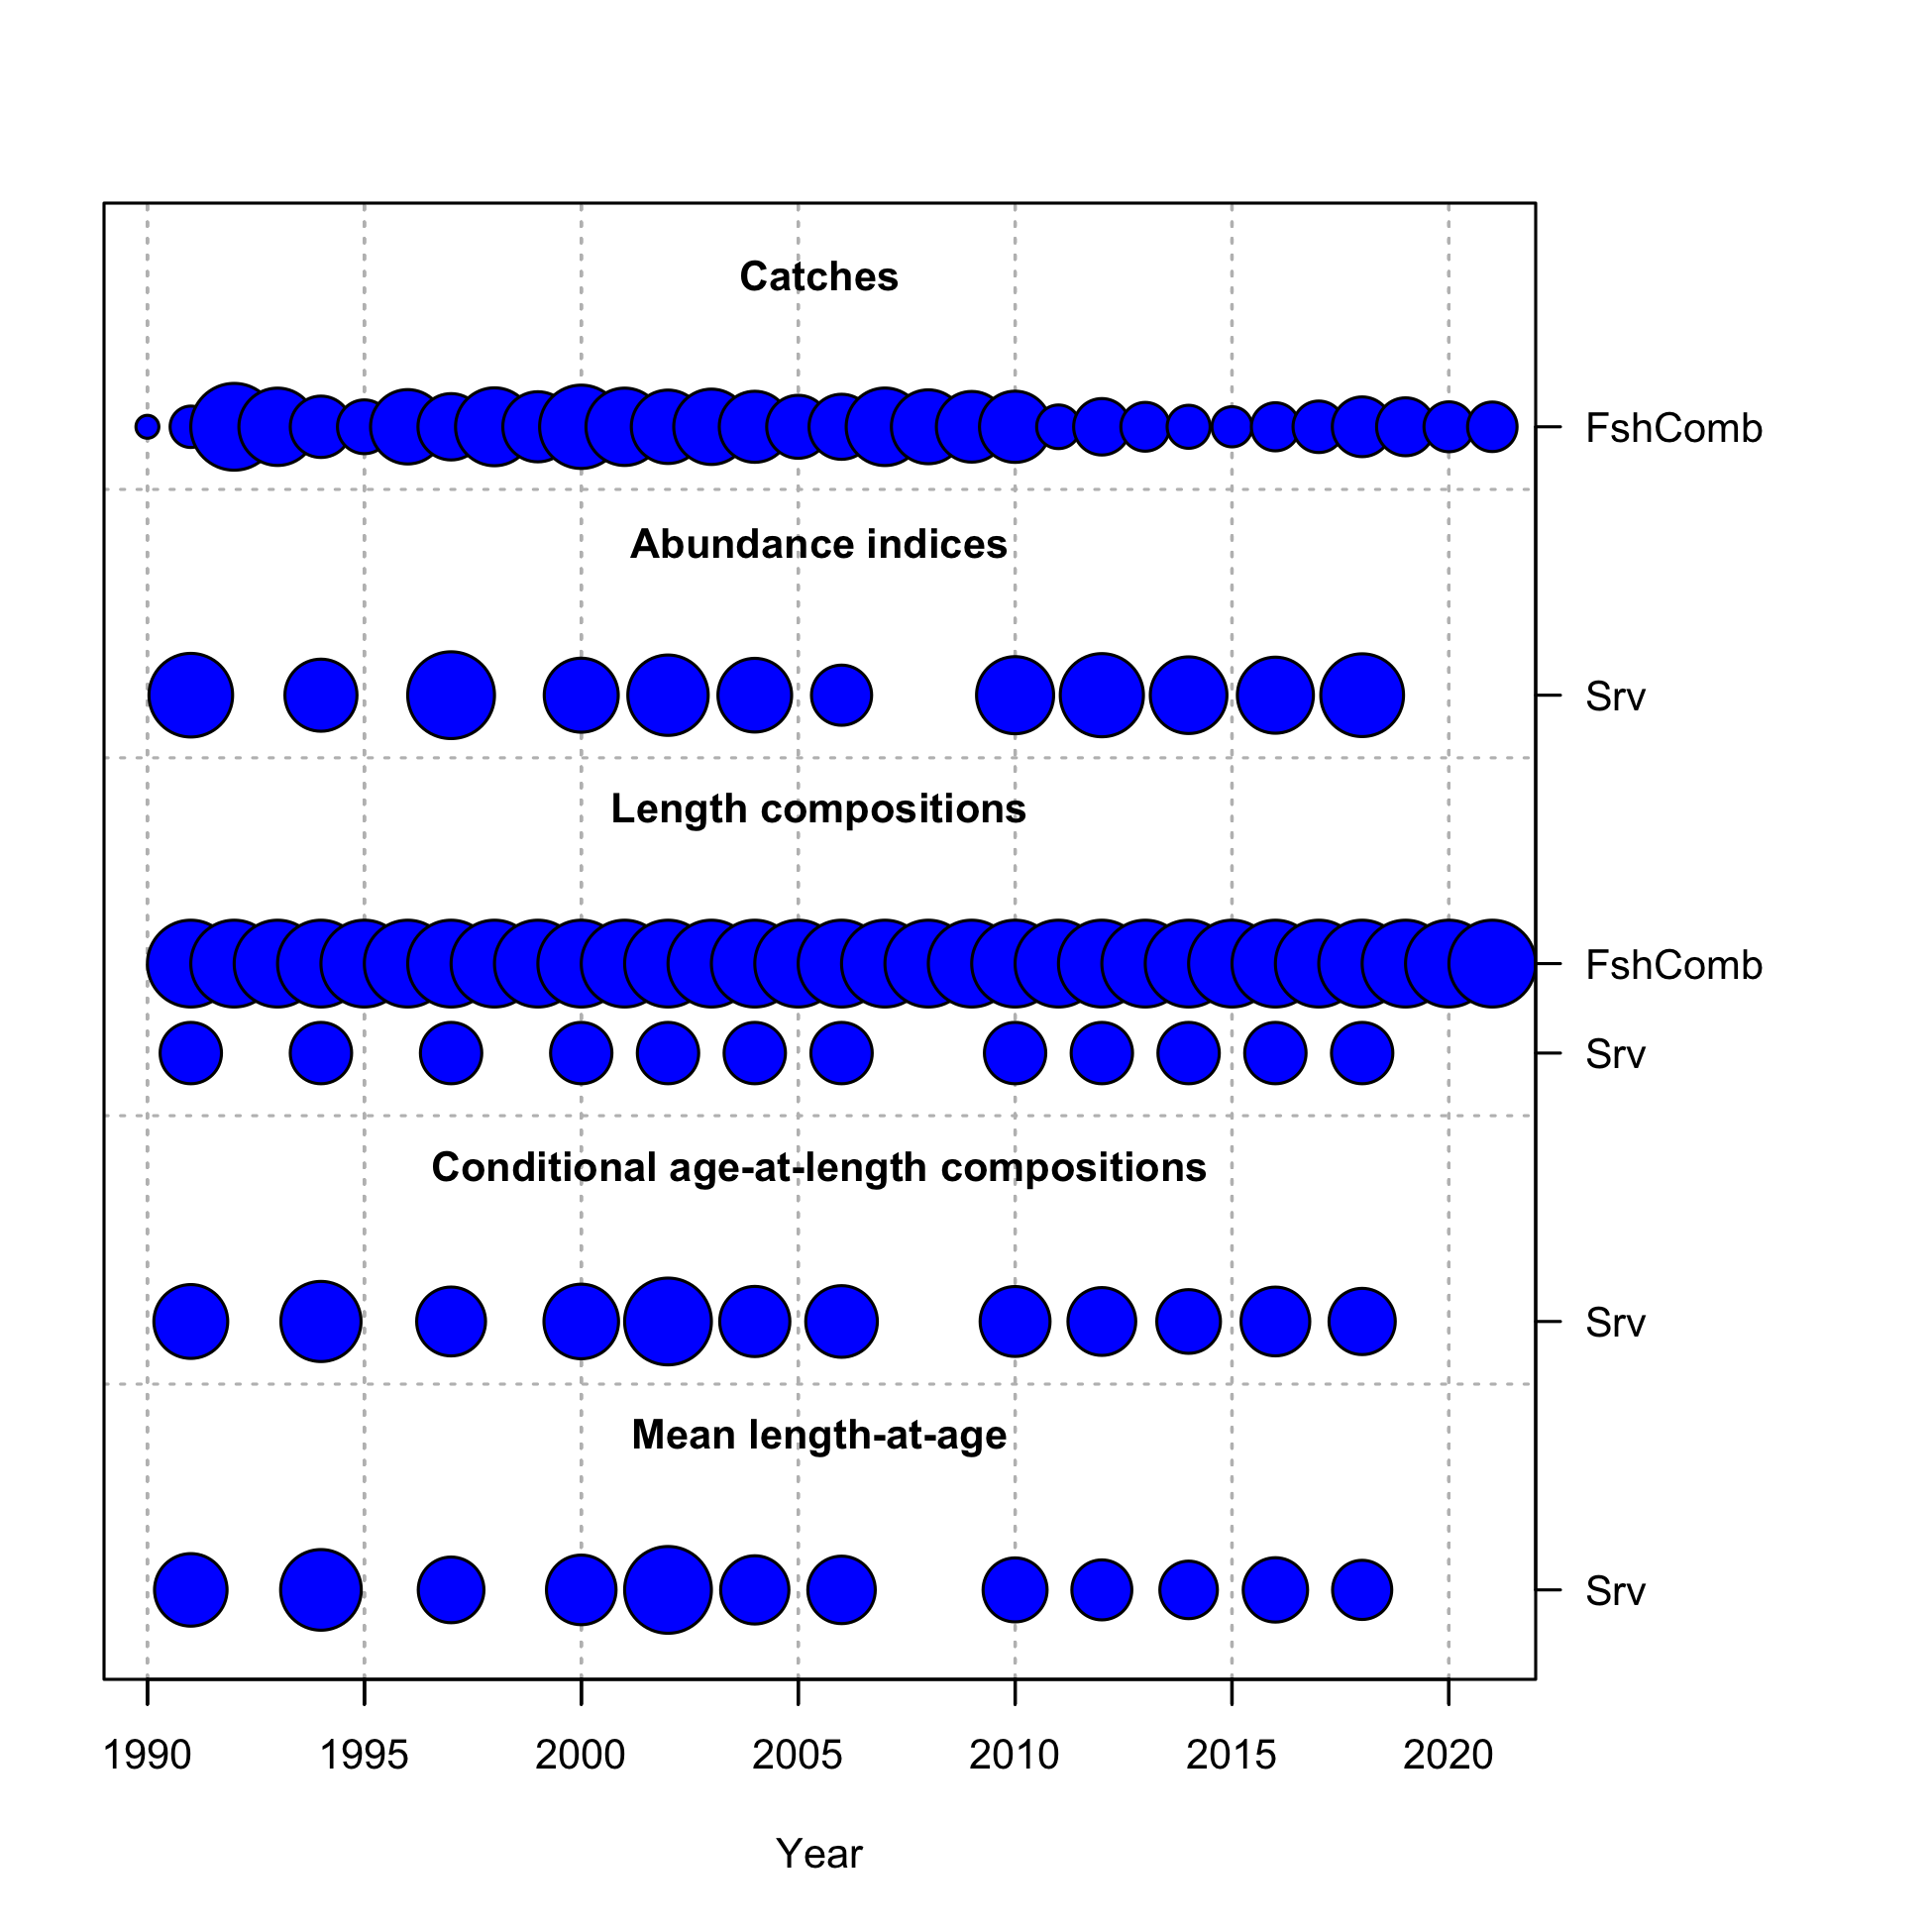 Catches
FshComb
Abundance indices
Srv
Length compositions
FshComb
Srv
Conditional age-at-length compositions
Srv
Mean length-at-age
Srv
1990 1995 2000 2005 2010 2015 2020
Year